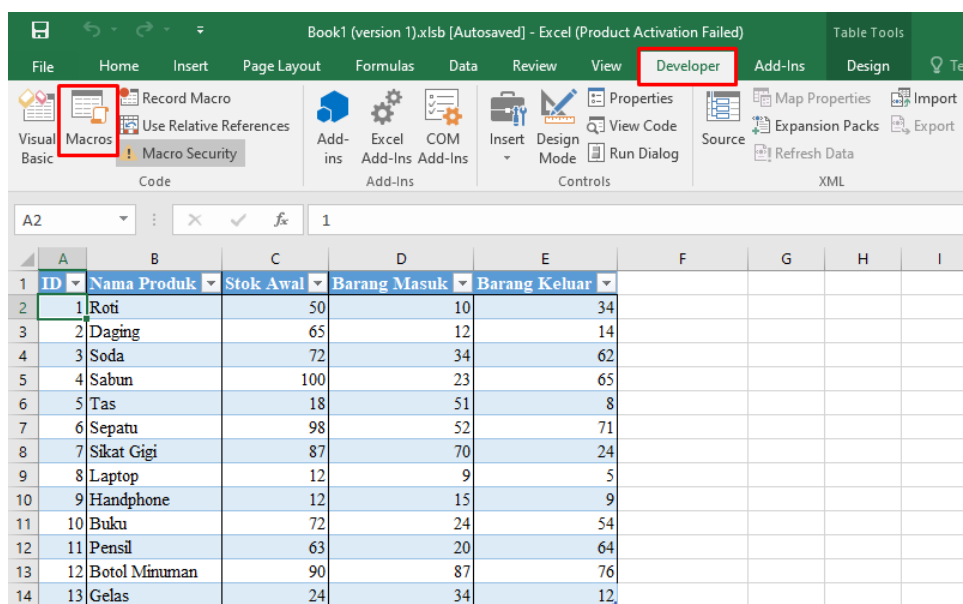 Book1 (version 1).xlsb [Autosaved] - Excel (Product Activation Failed) Table Tools
File Home Insert Page Layout Formulas Data Review View Developer Add-Ins Design Te
Visual Basic
Macros
Record Macro
Use Relative References
Macro Security
Code
Add-ins
Excel Add-Ins
COM Add-Ins
Add-Ins
Insert
Design Mode
Properties
View Code
Run Dialog
Controls
Source
Map Properties
Expansion Packs
Refresh Data
Import
Export
XML
A2 fx 1
A B C D E F G H I
1 ID Nama Produk Stok Awal Barang Masuk Barang Keluar
2 1 Roti 50 10 34
3 2 Daging 65 12 14
4 3 Soda 72 34 62
5 4 Sabun 100 23 65
6 5 Tas 18 51 8
7 6 Sepatu 98 52 71
8 7 Sikat Gigi 87 70 24
9 8 Laptop 12 9 5
10 9 Handphone 12 15 9
11 10 Buku 72 24 54
12 11 Pensil 63 20 64
13 12 Botol Minuman 90 87 76
14 13 Gelas 24 34 12